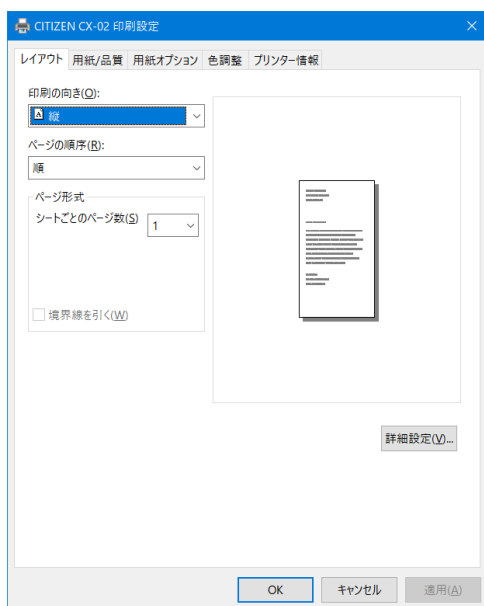 CITIZEN CX-02 印刷設定
レイアウト 用紙/品質 用紙オプション 色調整 プリンター情報
印刷の向き(O):
縦
ページの順序(R):
順
ページ形式
シートごとのページ数(S) 1
境界線を引く(W)
詳細設定(V)...
OK キャンセル 適用(A)